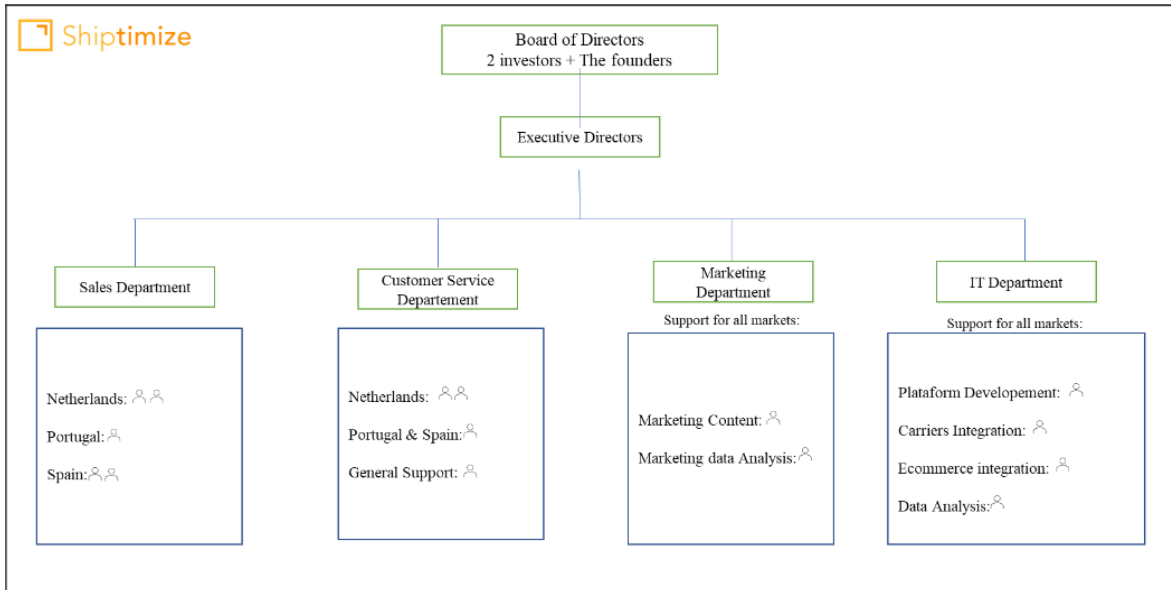 Shiptimize
Board of Directors
2 investors + The founders
Executive Directors
Sales Department
Customer Service
Departement
Marketing
Department
IT Department
Support for all markets:
Support for all markets:
Netherlands:
Portugal:
Spain:
Netherlands:
Portugal & Spain:
General Support:
Marketing Content:
Marketing data Analysis:
Plataform Developement:
Carriers Integration:
Ecommerce integration:
Data Analysis: